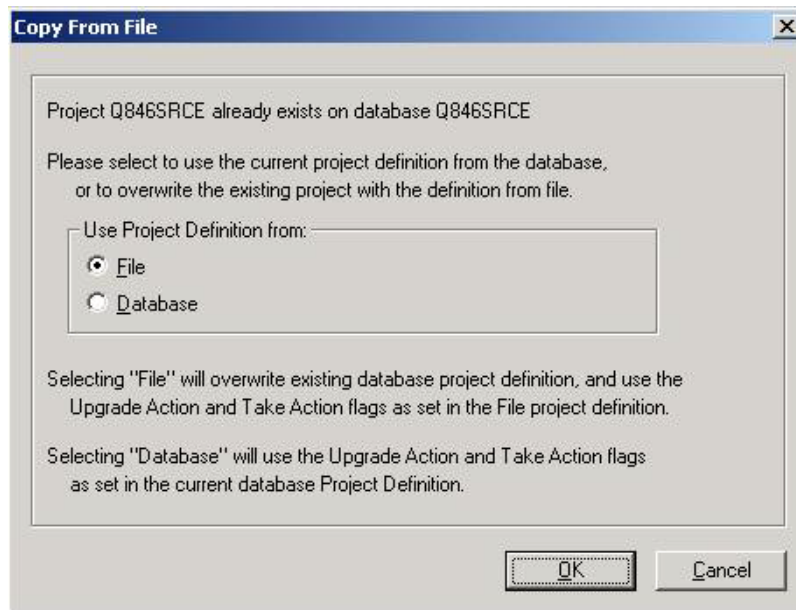 Copy From File
Project Q846SRCE already exists on database Q846SRCE
Please select to use the current project definition from the database,
or to overwrite the existing project with the definition from file.
Use Project Definition from:
File
Database
Selecting "File" will overwrite existing database project definition, and use the
Upgrade Action and Take Action flags as set in the File project definition.
Selecting "Database" will use the Upgrade Action and Take Action flags
as set in the current database Project Definition.
OK
Cancel